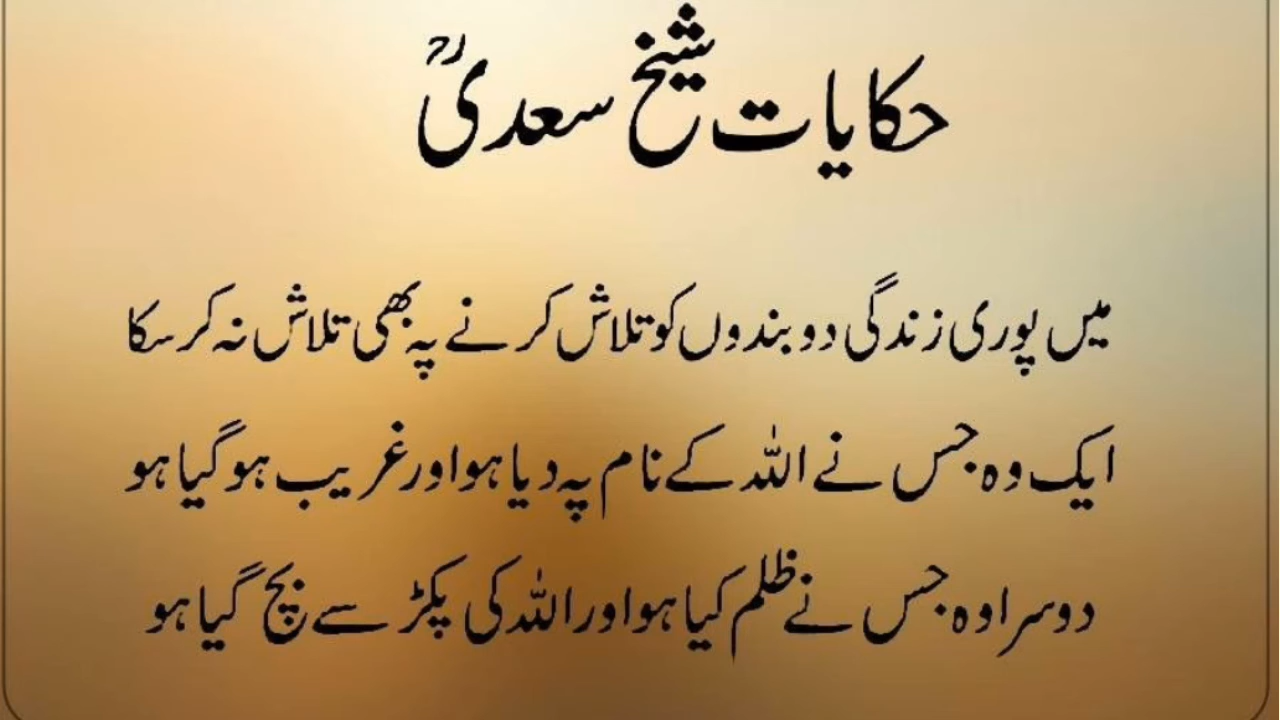 حکایات شیخ سعدیؒ
میں پوری زندگی دو بندوں کو تلاش کرنے پہ بھی تلاش نہ کر سکا
ایک وہ جس نے اللہ کے نام پہ دیا ہو اور غریب ہو گیا ہو
دوسرا وہ جس نے ظلم کیا ہو اور اللہ کی پکڑ سے بچ گیا ہو